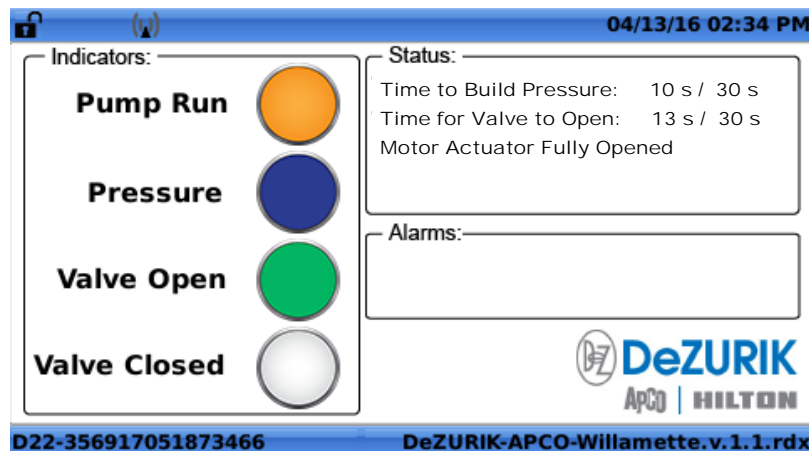 04/13/16 02:34 PM
Indicators:
Pump Run
Pressure
Valve Open
Valve Closed
Status:
Time to Build Pressure: 10 s / 30 s
Time for Valve to Open: 13 s / 30 s
Motor Actuator Fully Opened
Alarms:
DZ DeZURIK
APCO | HILTON
D22-356917051873466
DeZURIK-APCO-Willamette.v.1.1.rdx